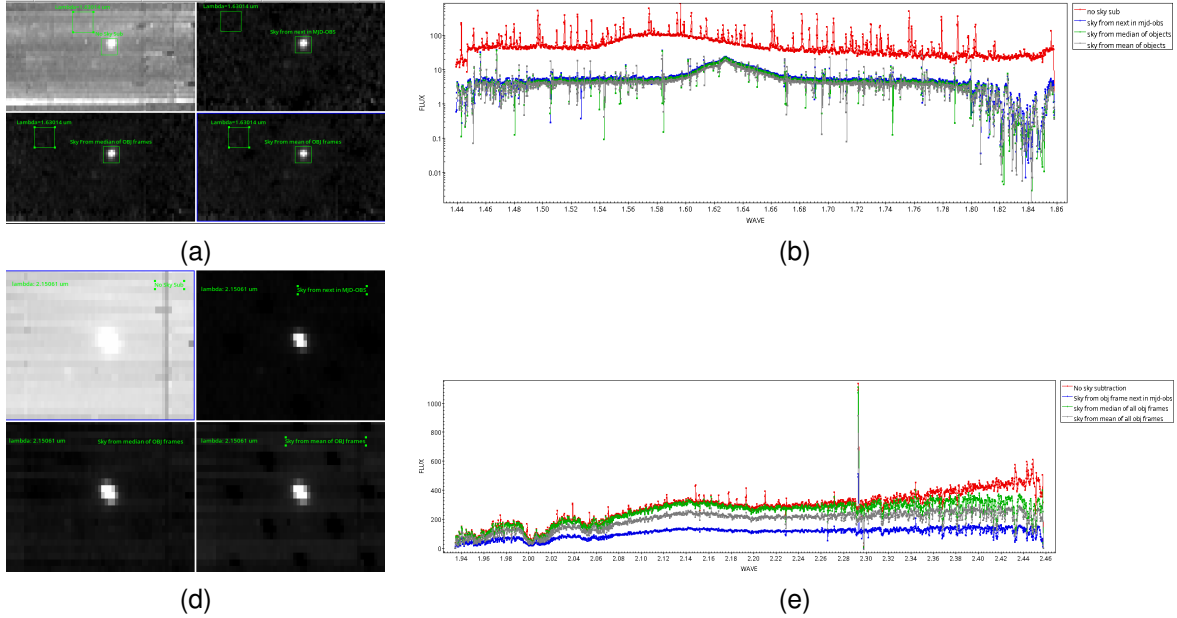 Lambda=1.63014 um
No Sky Sub
Lambda=1.63014 um
Sky from next in MJD-OBS
Lambda=1.63014 um
Sky From median of OBJ frames
Lambda=1.63014 um
Sky from mean of OBJ frames
(a)
FLUX
100
10
1
0.1
0.01
1.44 1.46 1.48 1.50 1.52 1.54 1.56 1.58 1.60 1.62 1.64 1.66 1.68 1.70 1.72 1.74 1.76 1.78 1.80 1.82 1.84 1.86
WAVE
no sky sub
sky from next in mjd-obs
sky from median of objects
sky from mean of objects
(b)
lambda: 2.15061 um
No Sky Sub
lambda: 2.15061 um
Sky from next in MJD-OBS
lambda: 2.15061 um
Sky from median of OBJ frames
lambda: 2.15061 um
Sky from mean of OBJ frames
(d)
FLUX
1000
800
600
400
200
0
1.94 1.96 1.98 2.00 2.02 2.04 2.06 2.08 2.10 2.12 2.14 2.16 2.18 2.20 2.22 2.24 2.26 2.28 2.30 2.32 2.34 2.36 2.38 2.40 2.42 2.44 2.46
WAVE
No sky subtraction
Sky from obj frame next in mjd-obs
sky from median of all obj frames
sky from mean of all obj frames
(e)